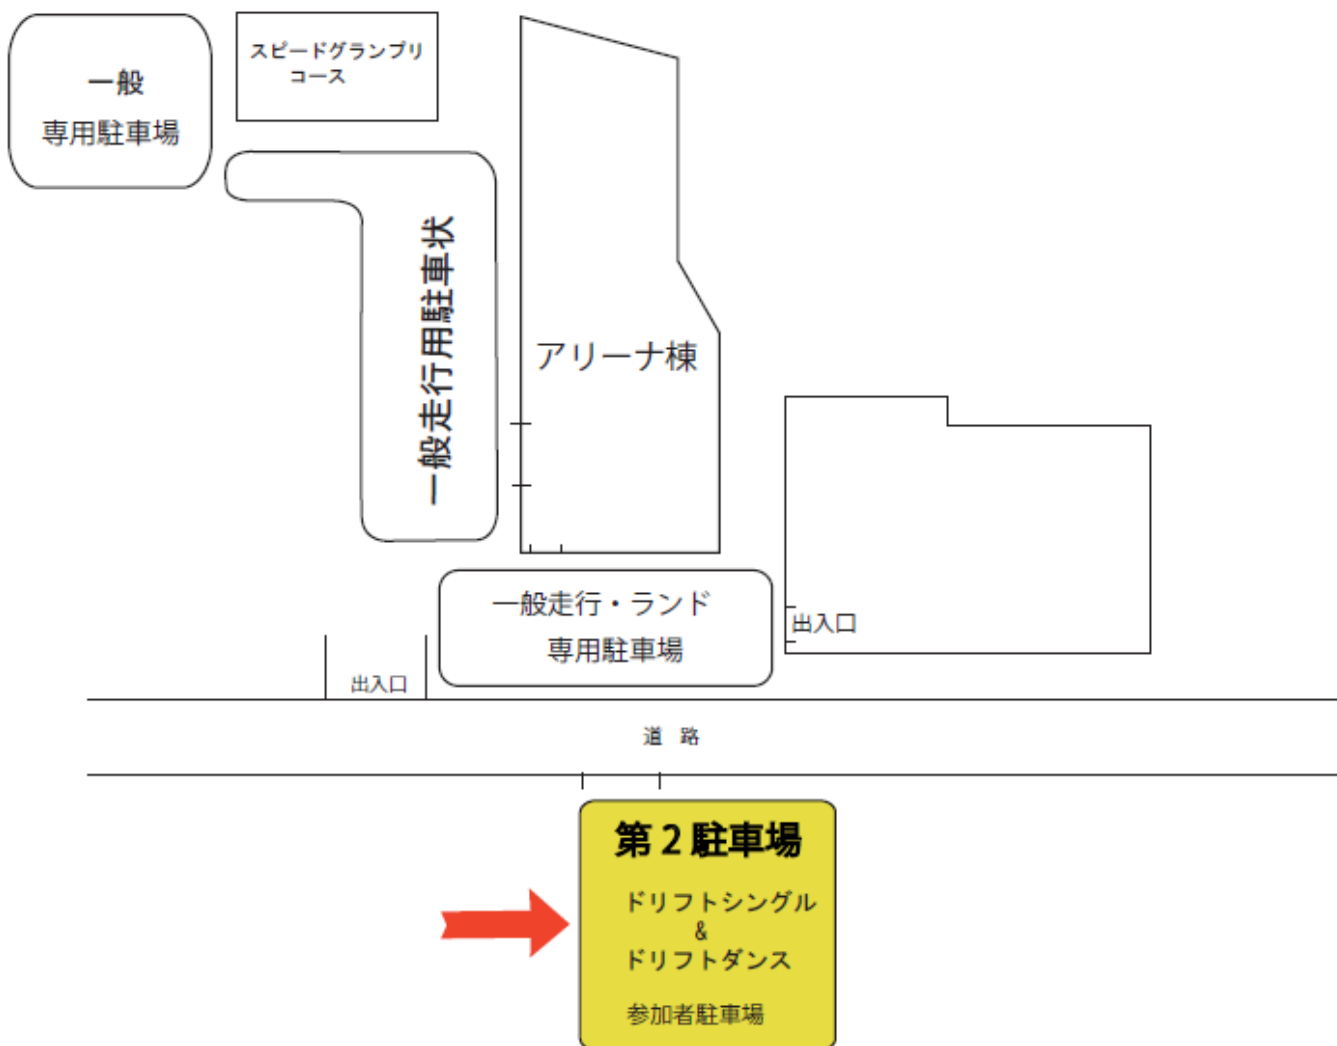 一般
専用駐車場
スピードグランプリ
コース
一般走行用駐車状
アリーナ棟
一般走行・ランド
専用駐車場
出入口
出入口
道 路
第2駐車場
ドリフトシングル
&
ドリフトダンス
参加者駐車場